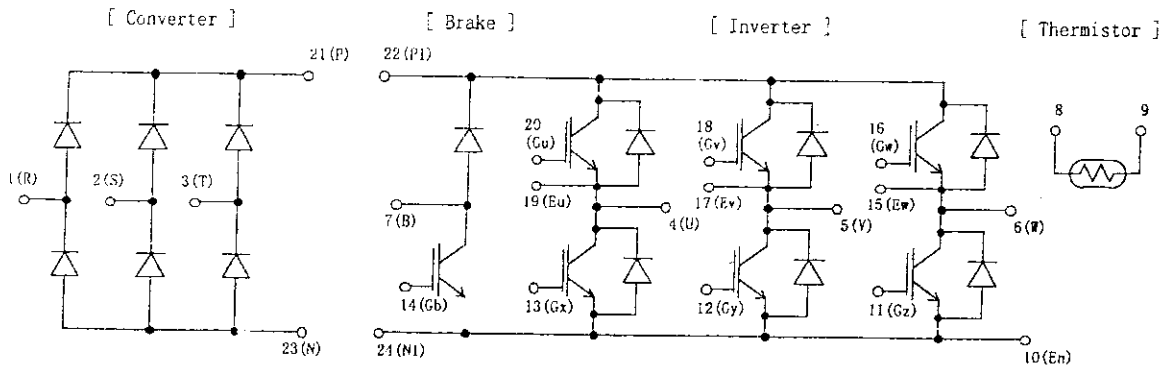 [ Converter ]
[ Brake ]
[ Inverter ]
[ Thermistor ]
21(P)
22(P1)
20
(Gu)
18
(Gv)
16
(Gw)
8
9
1(R)
2(S)
3(T)
19(Eu)
17(Ev)
15(Ew)
7(B)
4(U)
5(V)
6(W)
14(Gb)
13(Gx)
12(Gy)
11(Gz)
23(N)
24(N1)
10(En)